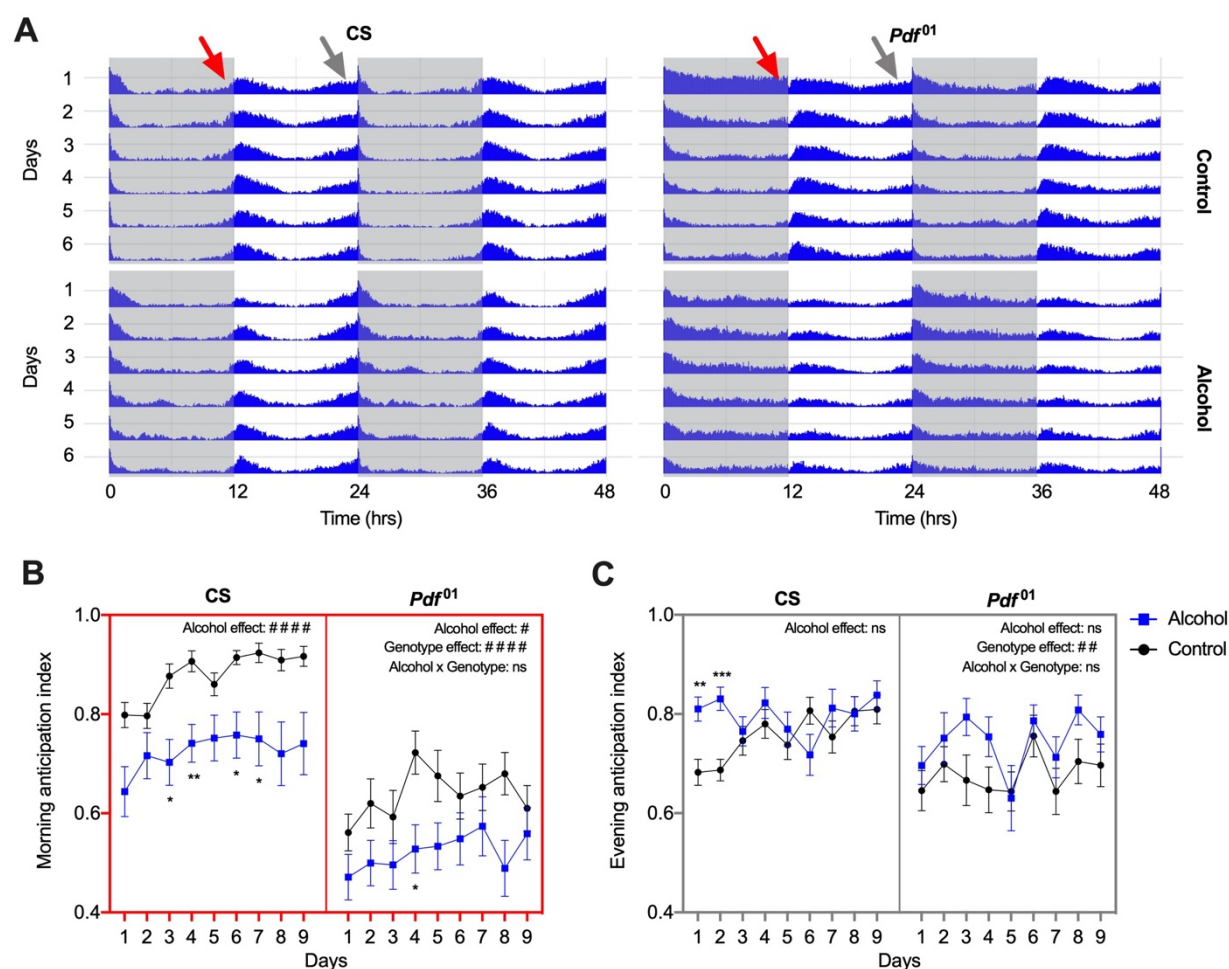 A
CS
Pdf01
Days
1
2
3
4
5
6
Control
Days
1
2
3
4
5
6
Alcohol
0 12 24 36 48
Time (hrs)
0 12 24 36 48
Time (hrs)
B
CS
Pdf01
Morning anticipation index
1.0
0.8
0.6
0.4
Alcohol effect: # # # #
Alcohol effect: #
Genotype effect: # # # #
Alcohol x Genotype: ns
*
**
*
*
*
1 2 3 4 5 6 7 8 9
1 2 3 4 5 6 7 8 9
Days
C
CS
Pdf01
Evening anticipation index
1.0
0.8
0.6
0.4
Alcohol effect: ns
Alcohol effect: ns
Genotype effect: # #
Alcohol x Genotype: ns
** ***
1 2 3 4 5 6 7 8 9
1 2 3 4 5 6 7 8 9
Days
Alcohol
Control